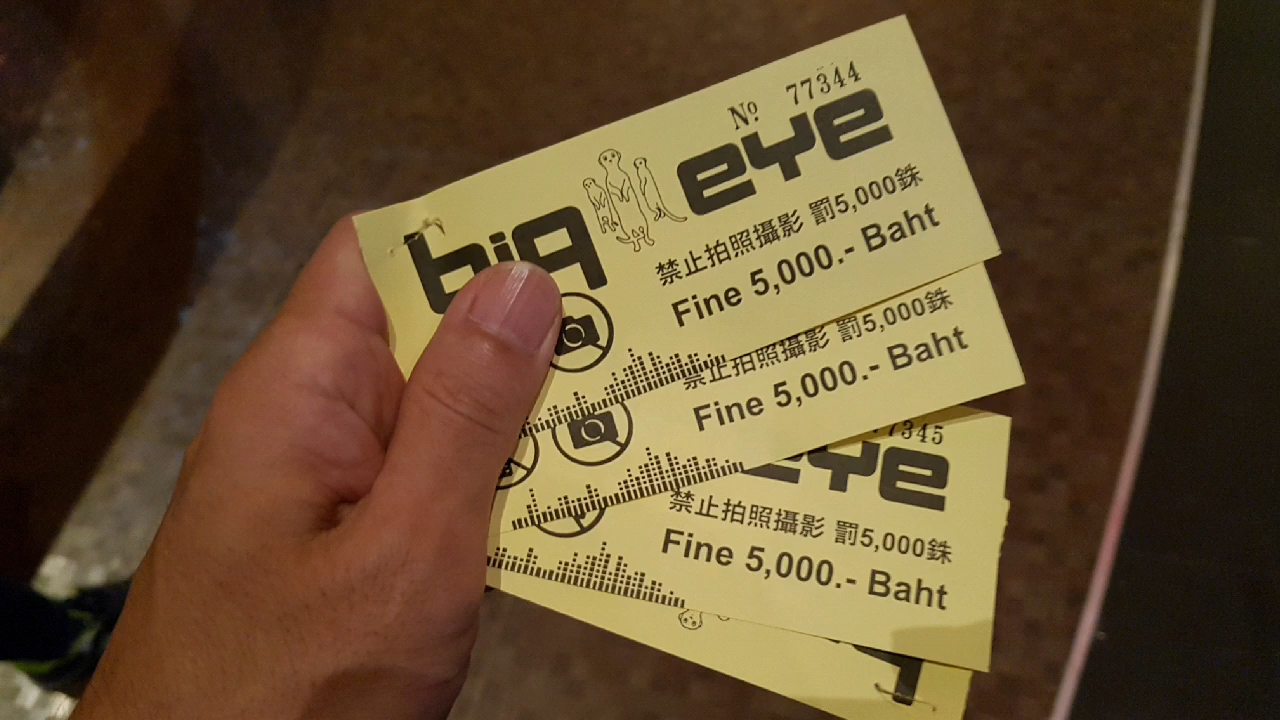 Nº 77344
big eye
禁止拍照攝影 罰5,000銖
Fine 5,000.- Baht
禁止拍照攝影 罰5,000銖
Fine 5,000.- Baht
7345
eye
禁止拍照攝影 罰5,000銖
Fine 5,000.- Baht